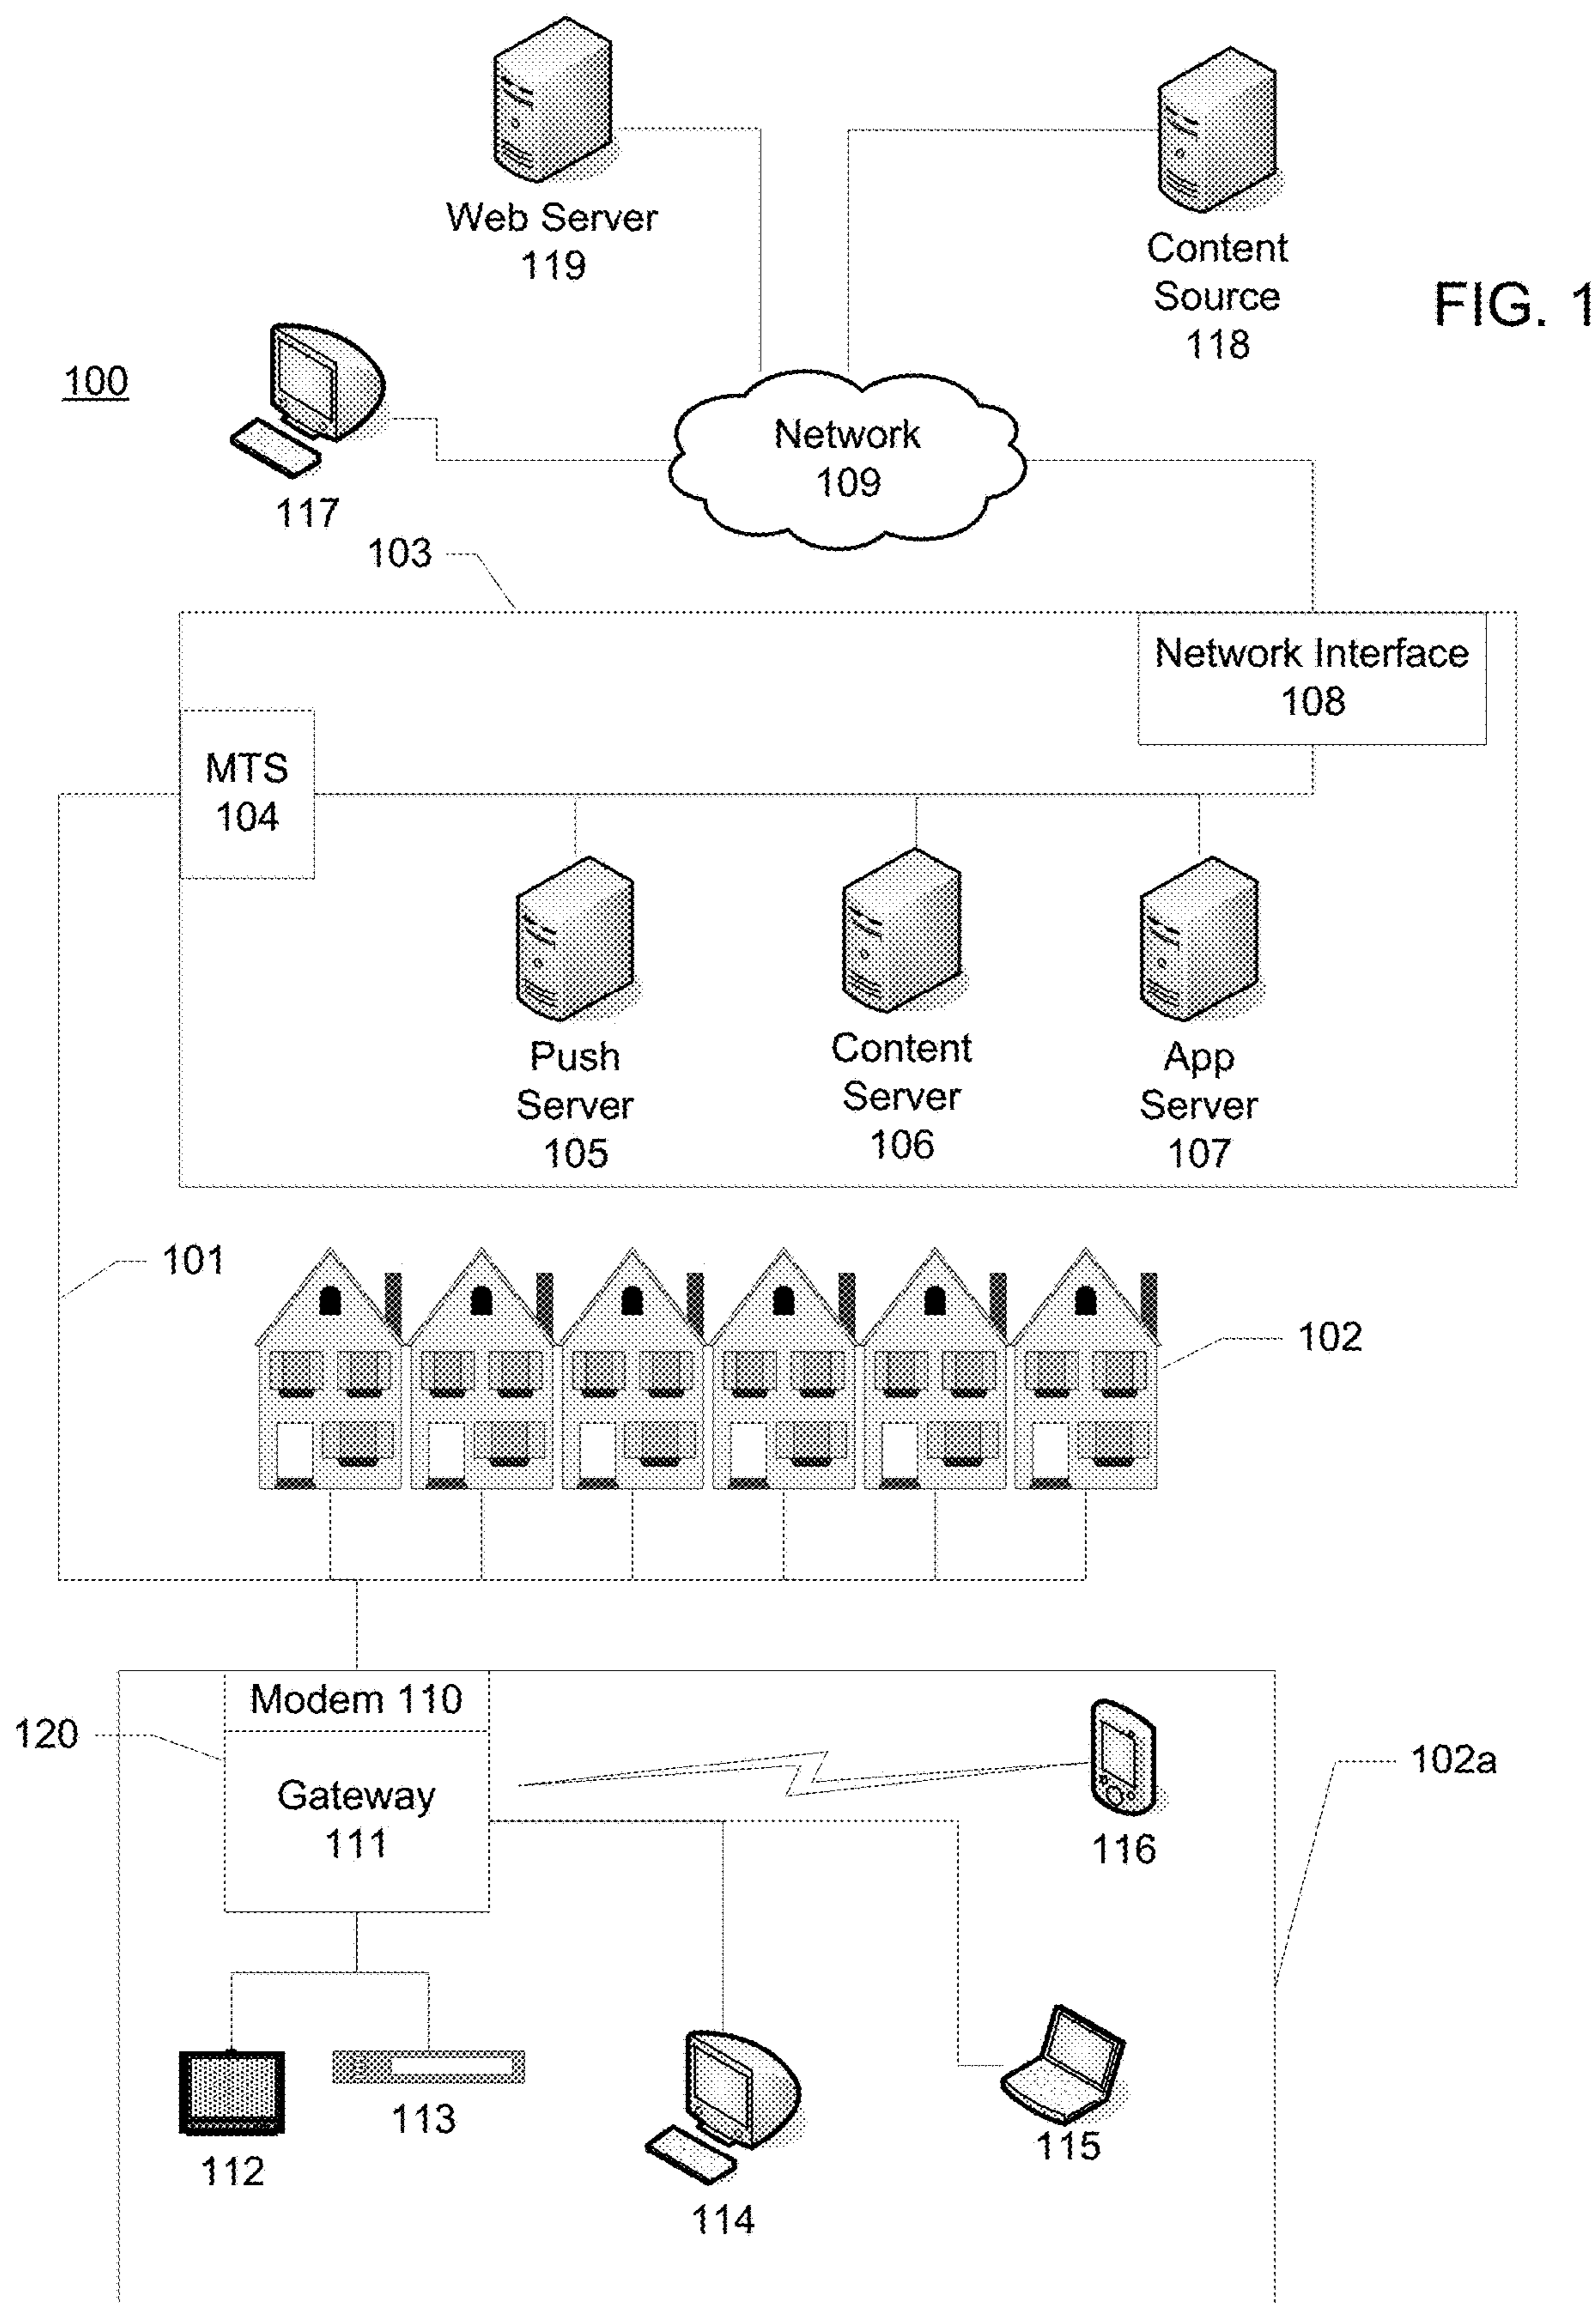 Web Server
119
Content
Source
118
FIG. 1
100
117
Network
109
103
Network Interface
108
MTS
104
Push
Server
105
Content
Server
106
App
Server
107
101
102
Modem 110
120
Gateway
111
116
102a
112
113
114
115